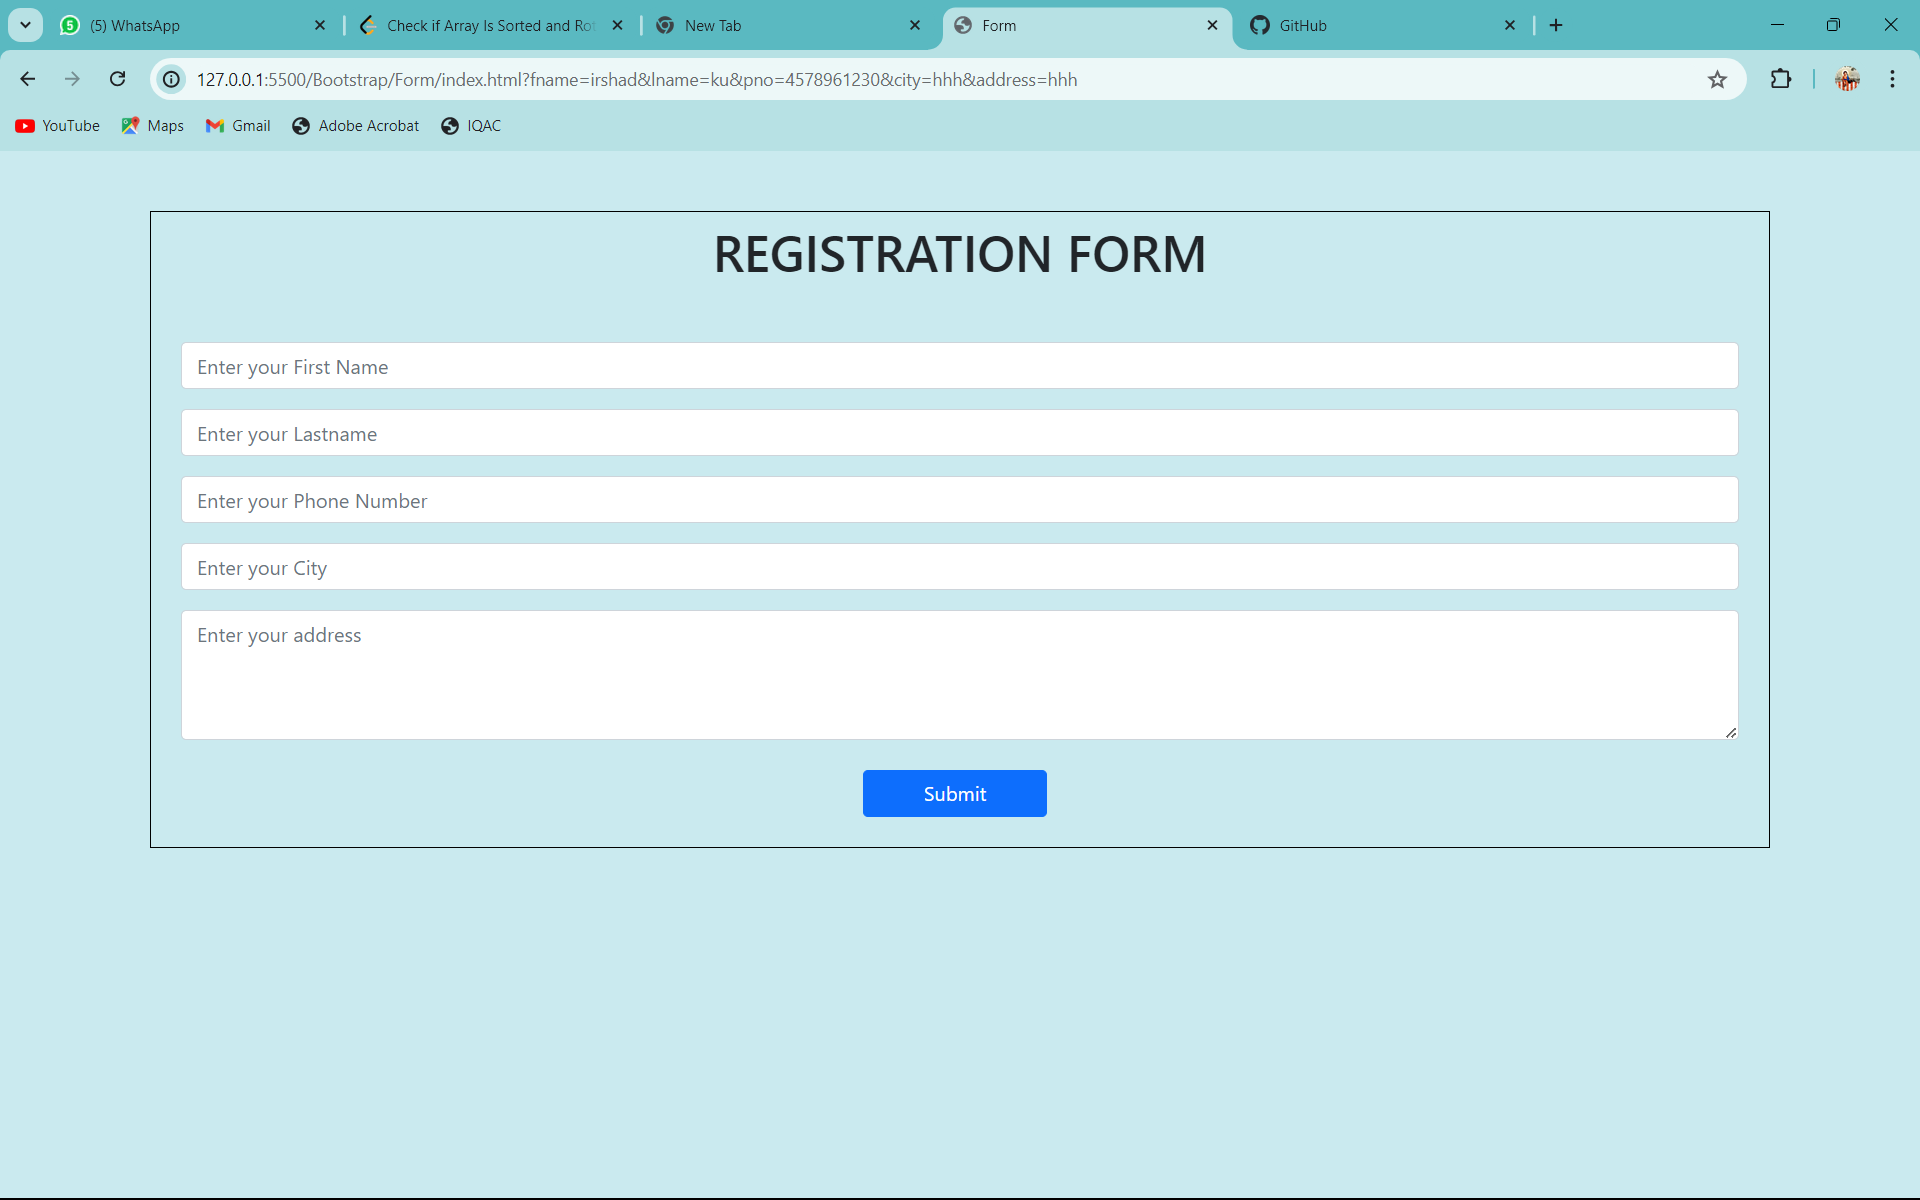 5 (5) WhatsApp
Check if Array Is Sorted and Rot
New Tab
Form
GitHub
127.0.0.1:5500/Bootstrap/Form/index.html?fname=irshad&lname=ku&pno=4578961230&city=hhh&address=hhh
YouTube
Maps
Gmail
Adobe Acrobat
IQAC
REGISTRATION FORM
Enter your First Name
Enter your Lastname
Enter your Phone Number
Enter your City
Enter your address
Submit